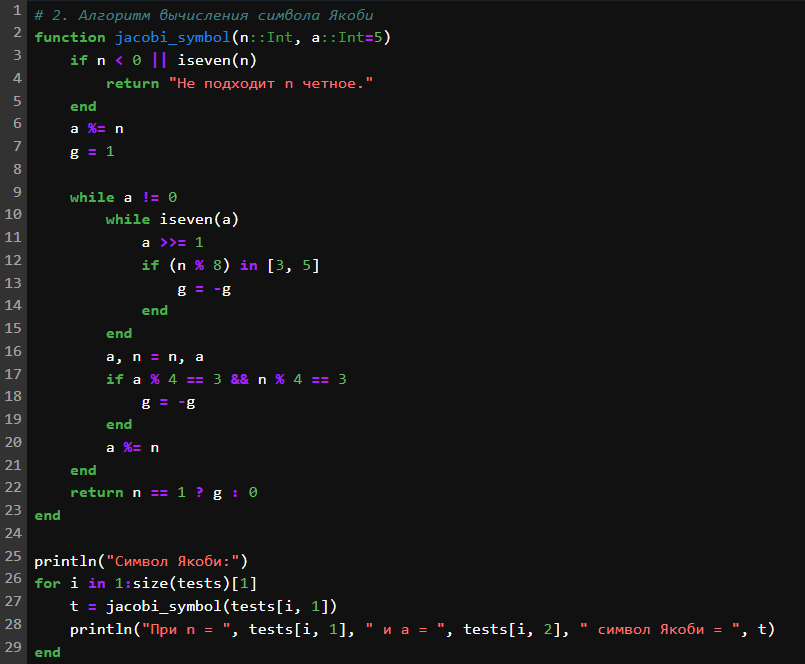 1 # 2. Алгоритм вычисления символа Якоби
2 function jacobi_symbol(n::Int, a::Int=5)
3     if n < 0 || iseven(n)
4         return "Не подходит n четное."
5     end
6     a %= n
7     g = 1
8
9     while a != 0
10         while iseven(a)
11             a >>= 1
12             if (n % 8) in [3, 5]
13                 g = -g
14             end
15         end
16         a, n = n, a
17         if a % 4 == 3 && n % 4 == 3
18             g = -g
19         end
20         a %= n
21     end
22     return n == 1 ? g : 0
23 end
24
25 println("Символ Якоби:")
26 for i in 1:size(tests)[1]
27     t = jacobi_symbol(tests[i, 1])
28     println("При n = ", tests[i, 1], " и a = ", tests[i, 2], " символ Якоби = ", t)
29 end